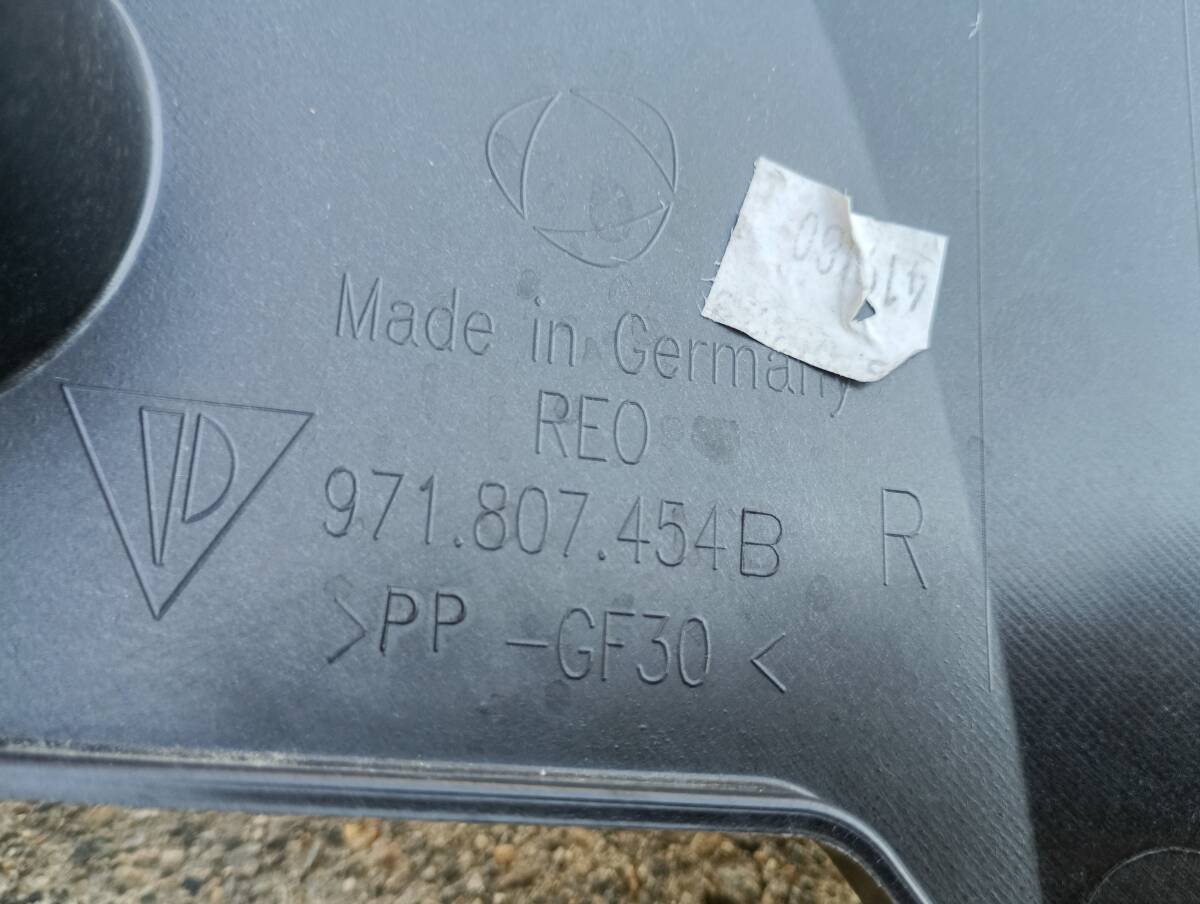 Made in Germany
REO
971.807.454B R
>PP -GF30 <